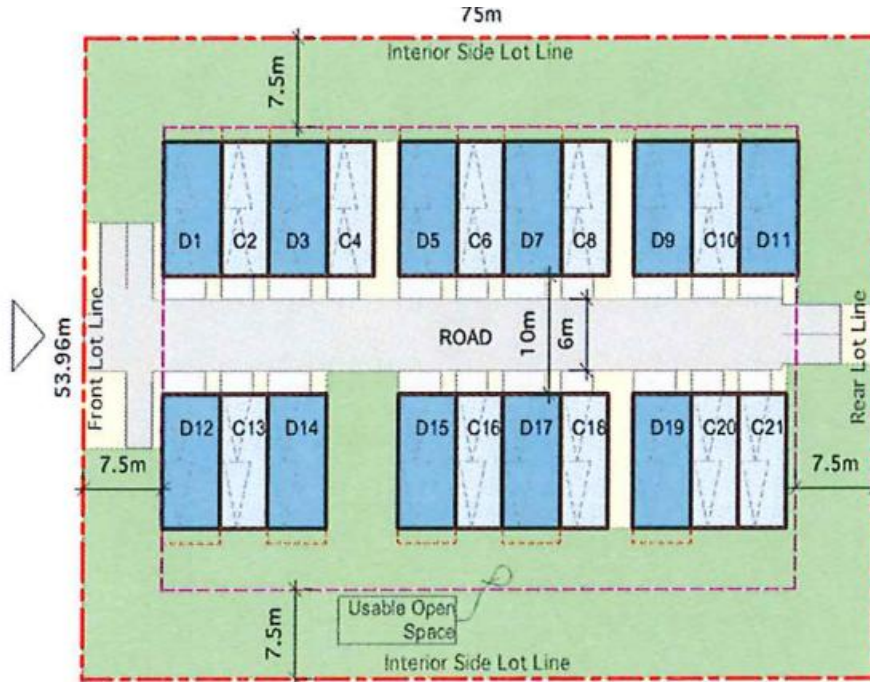 75m
Interior Side Lot Line
7.5m
D1
C2
D3
C4
D5
C6
D7
C8
D9
C10
D11
53.96m
Front Lot Line
ROAD
10m
6m
Rear Lot Line
D12
C13
D14
D15
C16
D17
C18
D19
C20
C21
7.5m
7.5m
7.5m
Usable Open
Space
Interior Side Lot Line